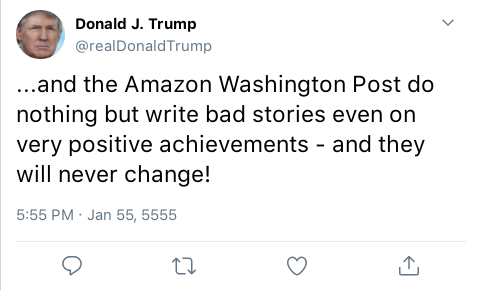 Donald J. Trump
@realDonaldTrump
...and the Amazon Washington Post do
nothing but write bad stories even on
very positive achievements - and they
will never change!
5:55 PM · Jan 55, 5555